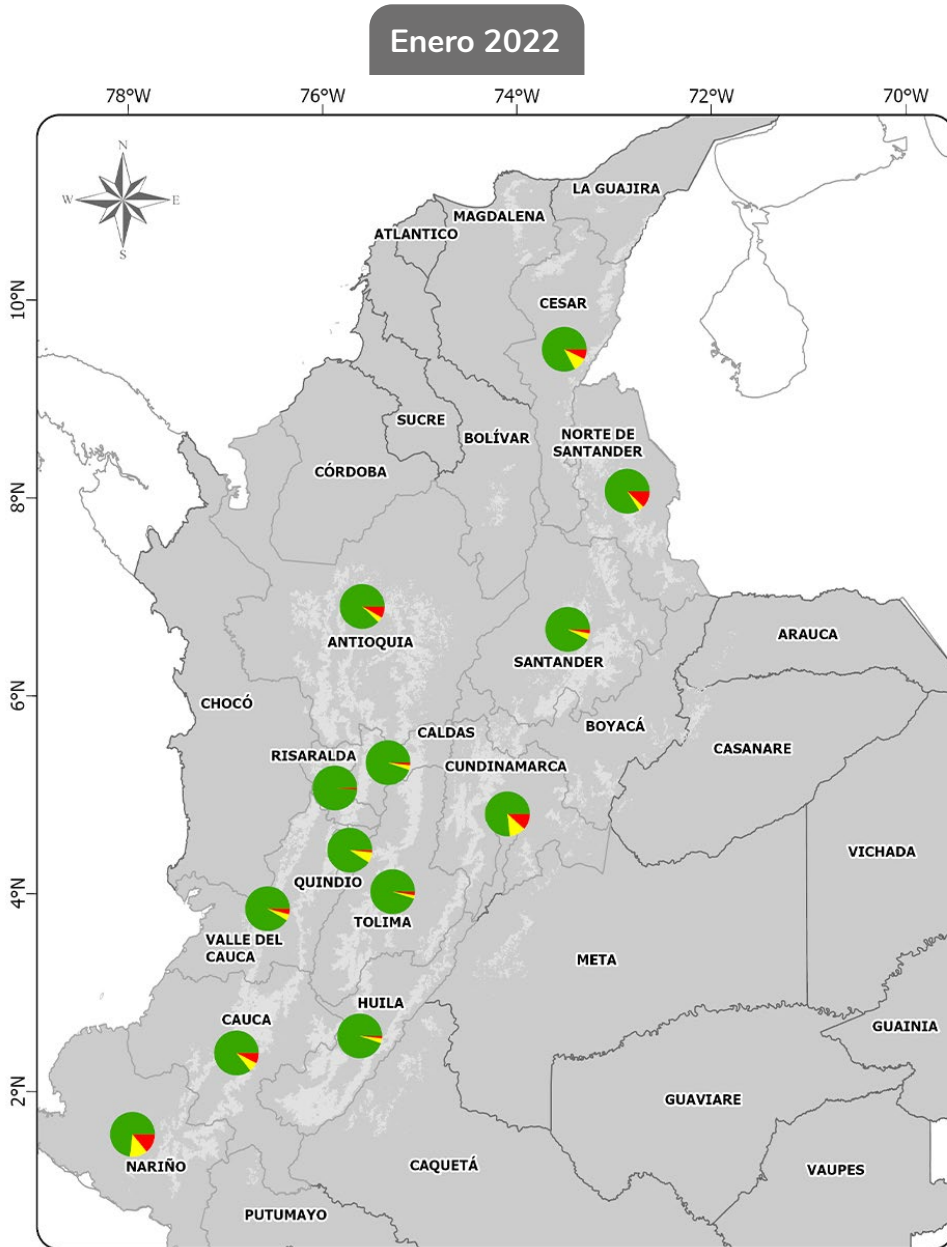 Enero 2022
78°W
76°W
74°W
72°W
70°W
10°N
8°N
6°N
4°N
2°N
N
W
E
S
LA GUAJIRA
MAGDALENA
ATLANTICO
CESAR
SUCRE
BOLÍVAR
NORTE DE
SANTANDER
CÓRDOBA
ANTIOQUIA
SANTANDER
ARAUCA
CHOCÓ
BOYACÁ
CALDAS
CASANARE
RISARALDA
CUNDINAMARCA
VICHADA
QUINDIO
TOLIMA
VALLE DEL
CAUCA
META
HUILA
CAUCA
GUAINIA
GUAVIARE
NARIÑO
CAQUETÁ
VAUPES
PUTUMAYO